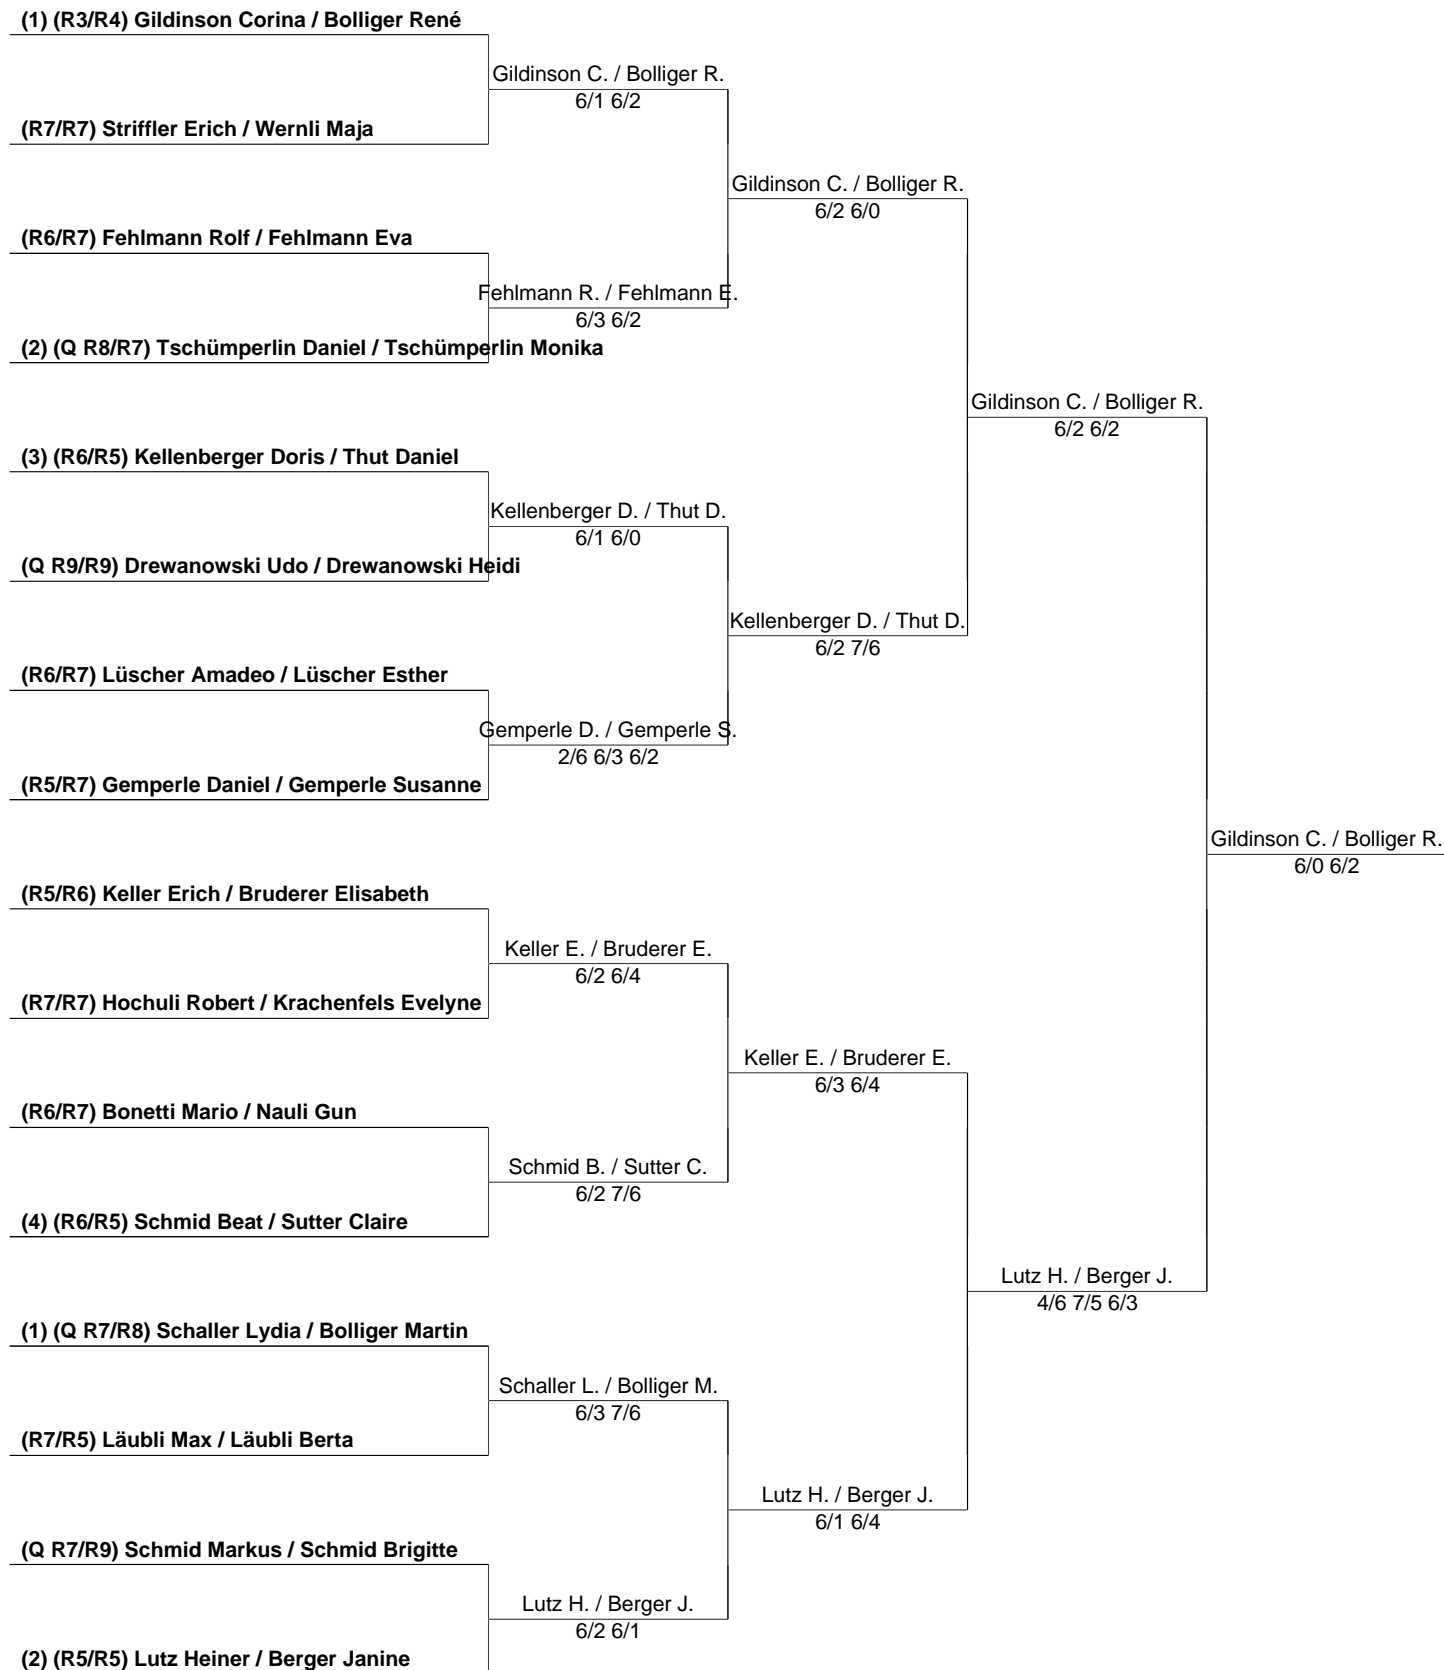 (1) (R3/R4) Gildinson Corina / Bolliger René
Gildinson C. / Bolliger R.
6/1 6/2
(R7/R7) Striffler Erich / Wernli Maja
Gildinson C. / Bolliger R.
6/2 6/0
(R6/R7) Fehlmann Rolf / Fehlmann Eva
Fehlmann R. / Fehlmann E.
6/3 6/2
(2) (Q R8/R7) Tschümperlin Daniel / Tschümperlin Monika
Gildinson C. / Bolliger R.
6/2 6/2
(3) (R6/R5) Kellenberger Doris / Thut Daniel
Kellenberger D. / Thut D.
6/1 6/0
(Q R9/R9) Drewanowski Udo / Drewanowski Heidi
Kellenberger D. / Thut D.
6/2 7/6
(R6/R7) Lüscher Amadeo / Lüscher Esther
Gemperle D. / Gemperle S.
2/6 6/3 6/2
(R5/R7) Gemperle Daniel / Gemperle Susanne
Gildinson C. / Bolliger R.
6/0 6/2
(R5/R6) Keller Erich / Bruderer Elisabeth
Keller E. / Bruderer E.
6/2 6/4
(R7/R7) Hochuli Robert / Krachenfels Evelyne
Keller E. / Bruderer E.
6/3 6/4
(R6/R7) Bonetti Mario / Nauli Gun
Schmid B. / Sutter C.
6/2 7/6
(4) (R6/R5) Schmid Beat / Sutter Claire
Lutz H. / Berger J.
4/6 7/5 6/3
(1) (Q R7/R8) Schaller Lydia / Bolliger Martin
Schaller L. / Bolliger M.
6/3 7/6
(R7/R5) Läubli Max / Läubli Berta
Lutz H. / Berger J.
6/1 6/4
(Q R7/R9) Schmid Markus / Schmid Brigitte
Lutz H. / Berger J.
6/2 6/1
(2) (R5/R5) Lutz Heiner / Berger Janine